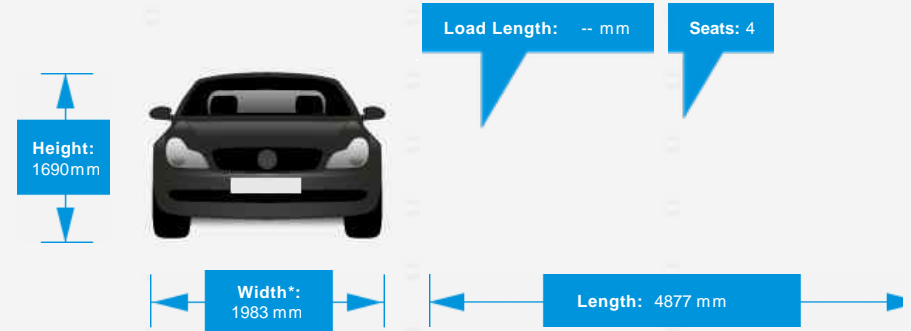 Load Length: -- mm
Seats: 4
Height:
1690mm
Width*:
1983 mm
Length: 4877 mm